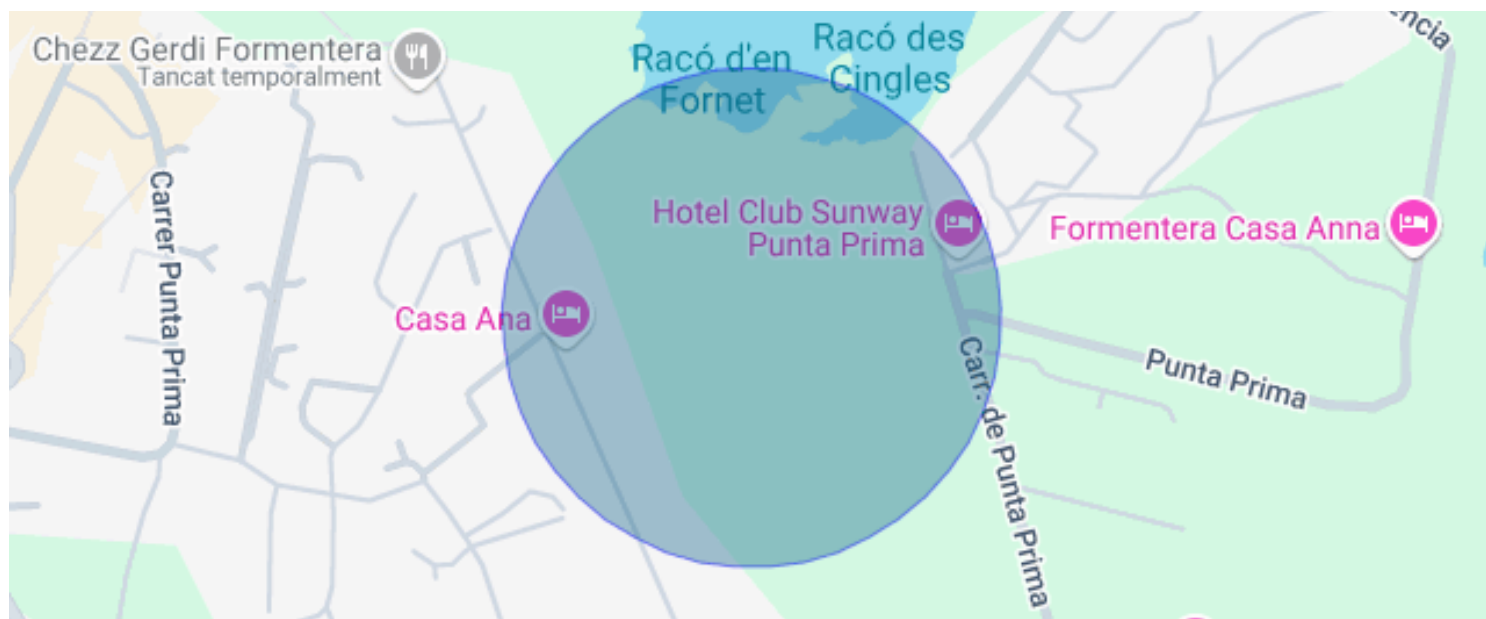 Chezz Gerdi Formentera
Tancat temporalment
Racó d'en
Fornet
Racó des
Cingles
Hotel Club Sunway
Punta Prima
Formentera Casa Anna
Casa Ana
Carrer Punta Prima
Punta Prima
Carr. de Punta Prima